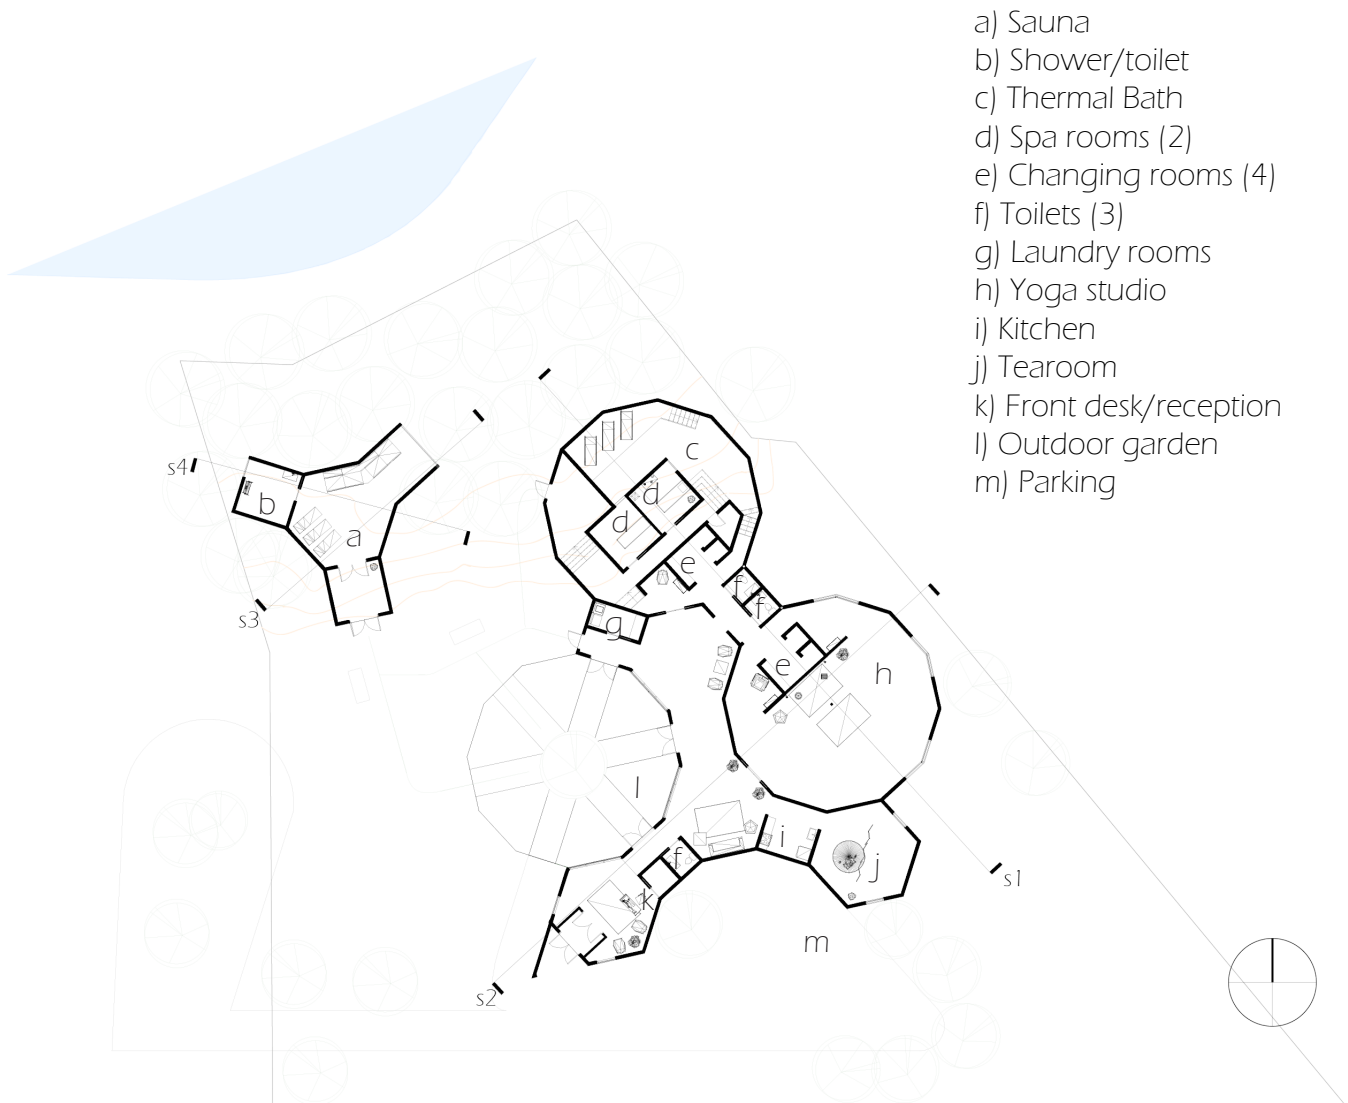 a) Sauna
b) Shower/toilet
c) Thermal Bath
d) Spa rooms (2)
e) Changing rooms (4)
f) Toilets (3)
g) Laundry rooms
h) Yoga studio
i) Kitchen
j) Tearoom
k) Front desk/reception
l) Outdoor garden
m) Parking
c
s4
d
b
d
a
e
f
f
s3
g
e
h
l
i
f
j
s1
k
m
s2